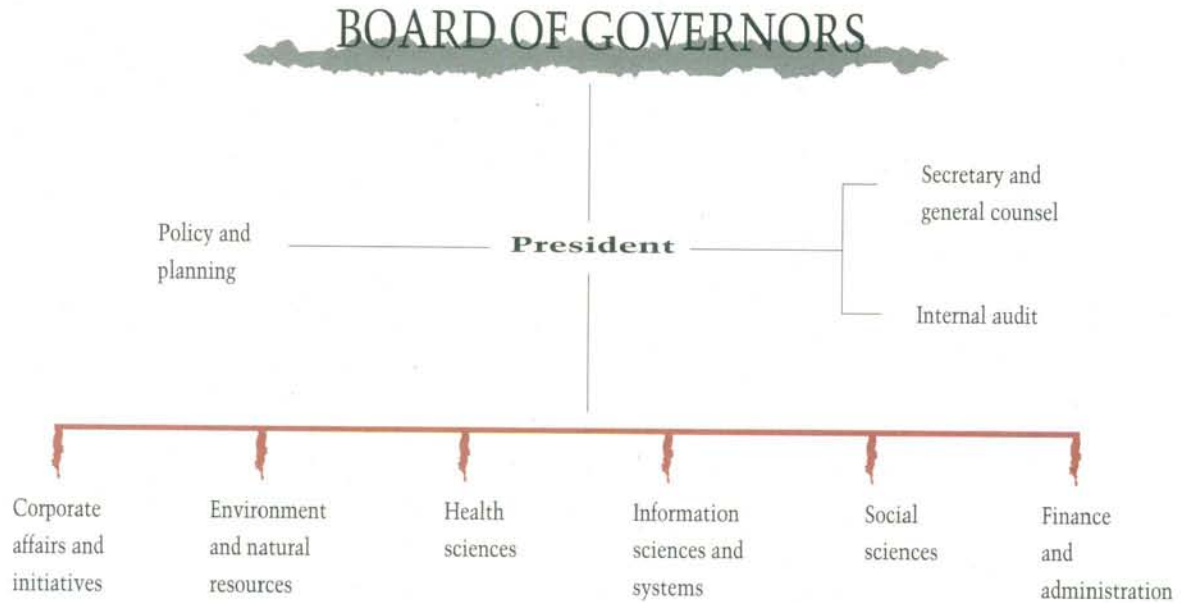 BOARD OF GOVERNORS
Secretary and
general counsel
Policy and
planning
President
Internal audit
Corporate
affairs and
initiatives
Environment
and natural
resources
Health
sciences
Information
sciences and
systems
Social
sciences
Finance
and
administration